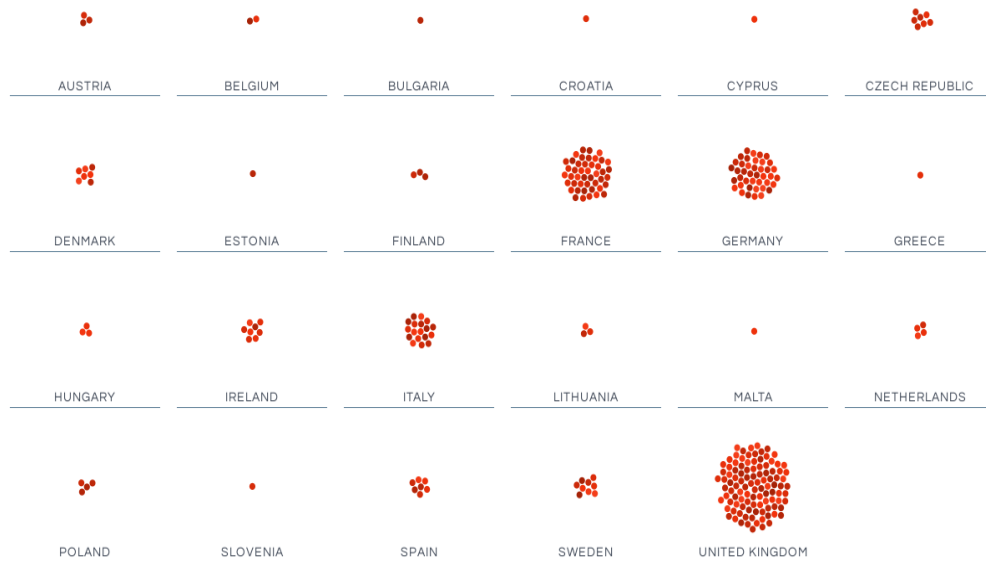 AUSTRIA
BELGIUM
BULGARIA
CROATIA
CYPRUS
CZECH REPUBLIC
DENMARK
ESTONIA
FINLAND
FRANCE
GERMANY
GREECE
HUNGARY
IRELAND
ITALY
LITHUANIA
MALTA
NETHERLANDS
POLAND
SLOVENIA
SPAIN
SWEDEN
UNITED KINGDOM